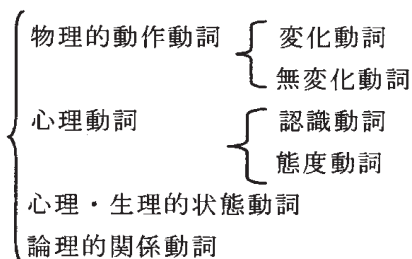 物理的動作動詞
変化動詞
無変化動詞
心理動詞
認識動詞
態度動詞
心理・生理的状態動詞
論理的関係動詞